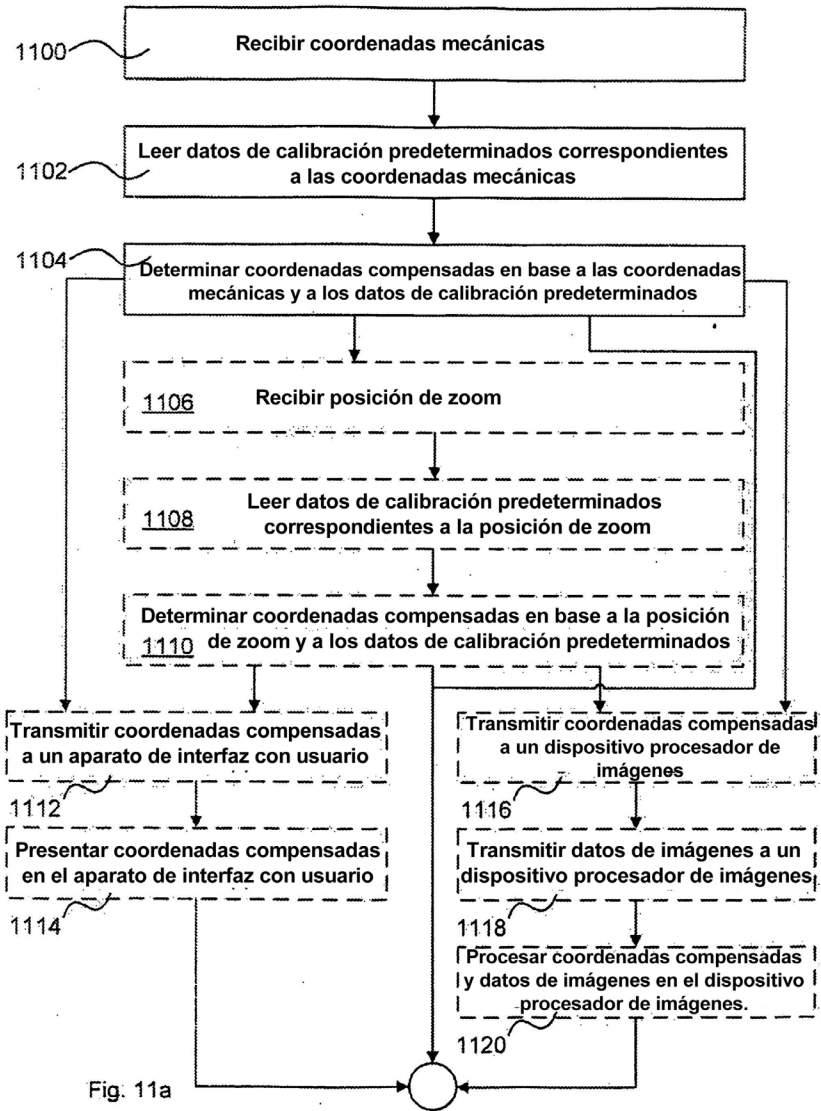 1100
Recibir coordenadas mecánicas
1102
Leer datos de calibración predeterminados correspondientes
a las coordenadas mecánicas
1104
Determinar coordenadas compensadas en base a las coordenadas
mecánicas y a los datos de calibración predeterminados
1106
Recibir posición de zoom
1108
Leer datos de calibración predeterminados
correspondientes a la posición de zoom
Determinar coordenadas compensadas en base a la posición
1110 de zoom y a los datos de calibración predeterminados
Transmitir coordenadas compensadas
a un aparato de interfaz con usuario
1112
Presentar coordenadas compensadas
en el aparato de interfaz con usuario
1114
Transmitir coordenadas compensadas
a un dispositivo procesador de
imágenes
1116
Transmitir datos de imágenes a un
dispositivo procesador de imágenes
1118
Procesar coordenadas compensadas
y datos de imágenes en el dispositivo
procesador de imágenes.
1120
Fig. 11a